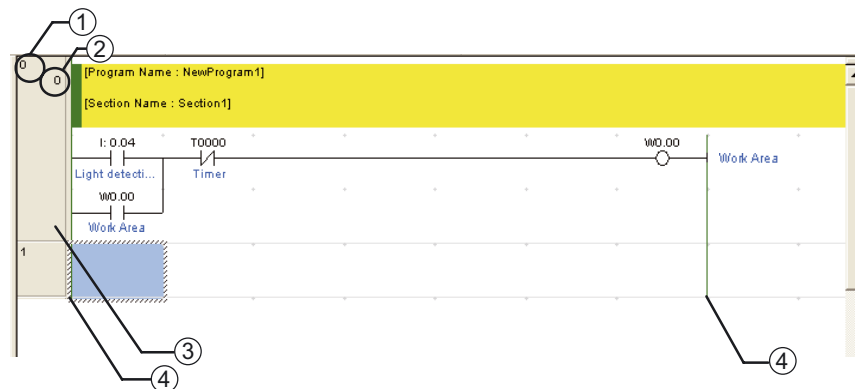 ①
②
0
0
[Program Name : NewProgram1]
[Section Name : Section1]
I: 0.04
T0000
W0.00
Work Area
Light detecti...
Timer
W0.00
Work Area
1
③
④
④